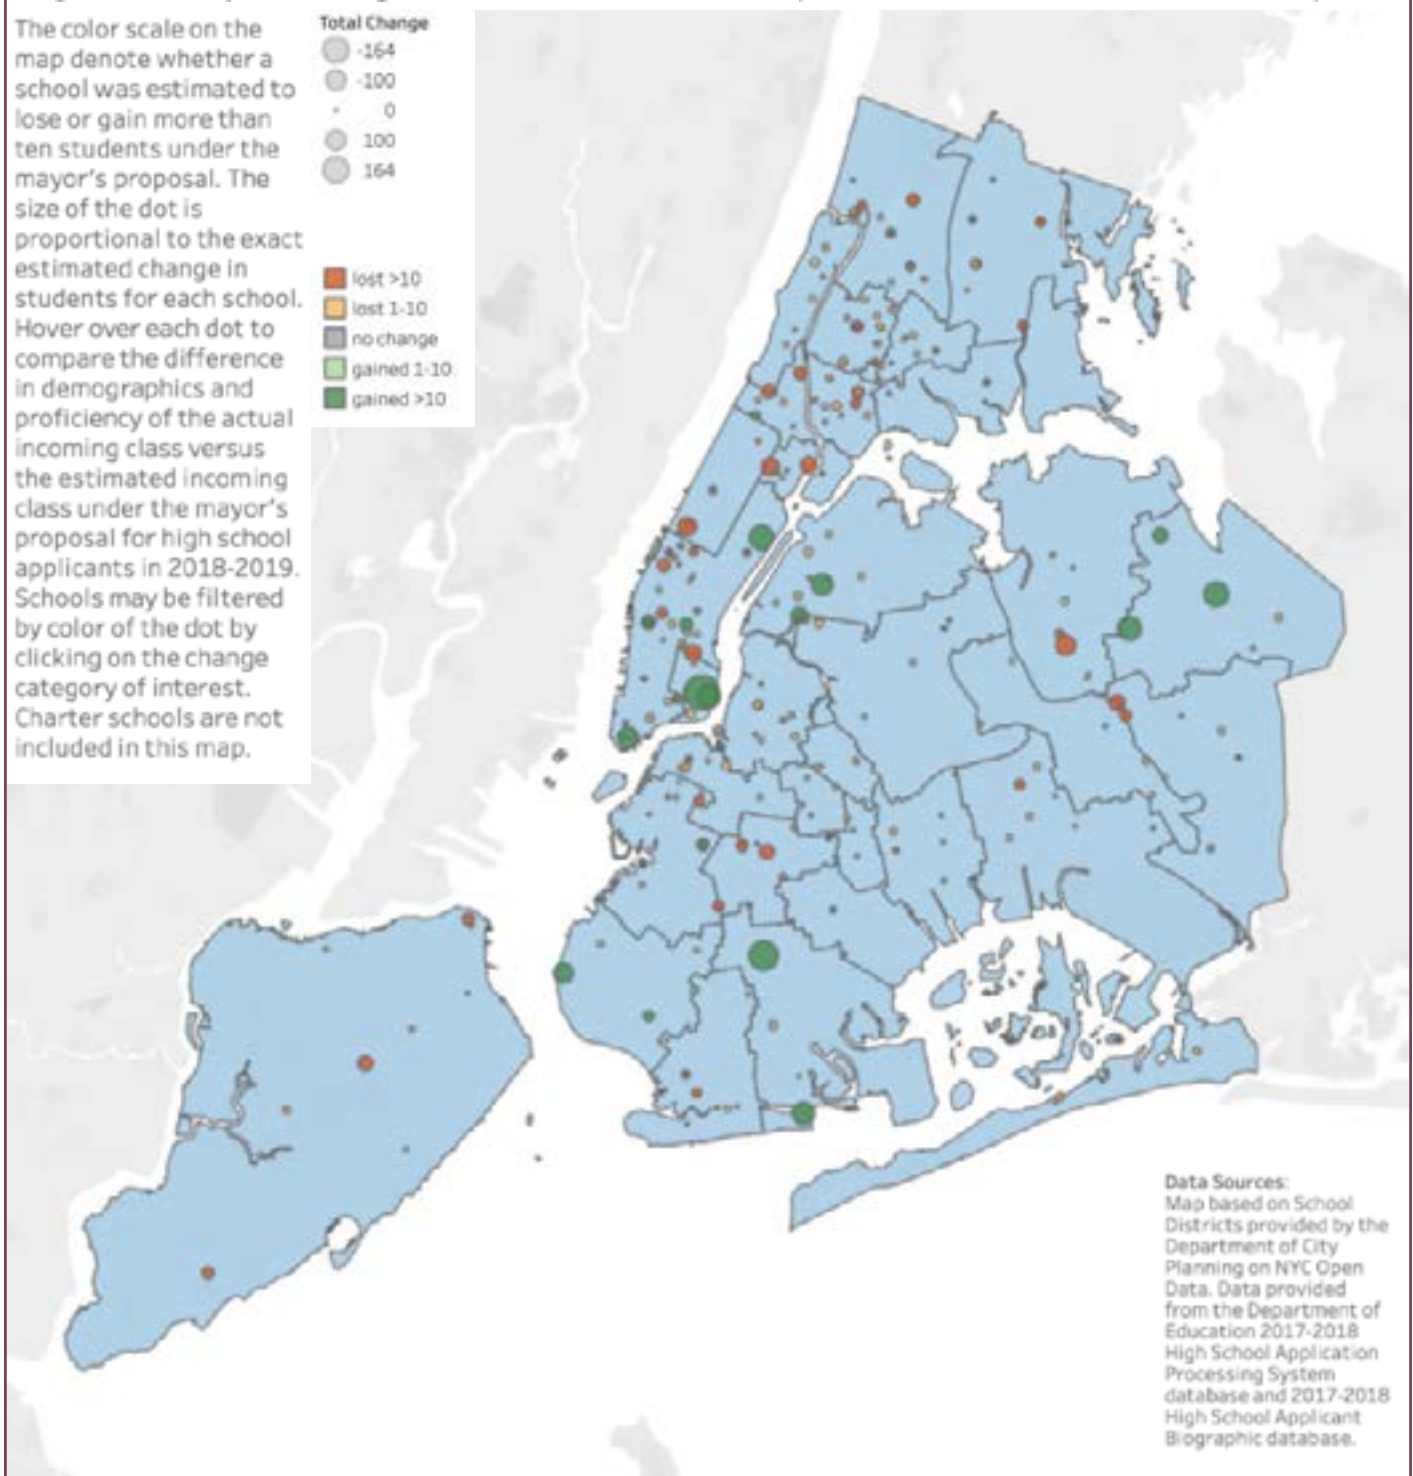 The color scale on the
map denote whether a
school was estimated to
lose or gain more than
ten students under the
mayor's proposal. The
size of the dot is
proportional to the exact
estimated change in
students for each school.
Hover over each dot to
compare the difference
in demographics and
proficiency of the actual
incoming class versus
the estimated incoming
class under the mayor's
proposal for high school
applicants in 2018-2019.
Schools may be filtered
by color of the dot by
clicking on the change
category of interest.
Charter schools are not
included in this map.
Total Change
-164
-100
0
100
164
lost >10
lost 1-10
no change
gained 1-10
gained >10
Data Sources:
Map based on School
Districts provided by the
Department of City
Planning on NYC Open
Data. Data provided
from the Department of
Education 2017-2018
High School Application
Processing System
database and 2017-2018
High School Applicant
Biographic database.